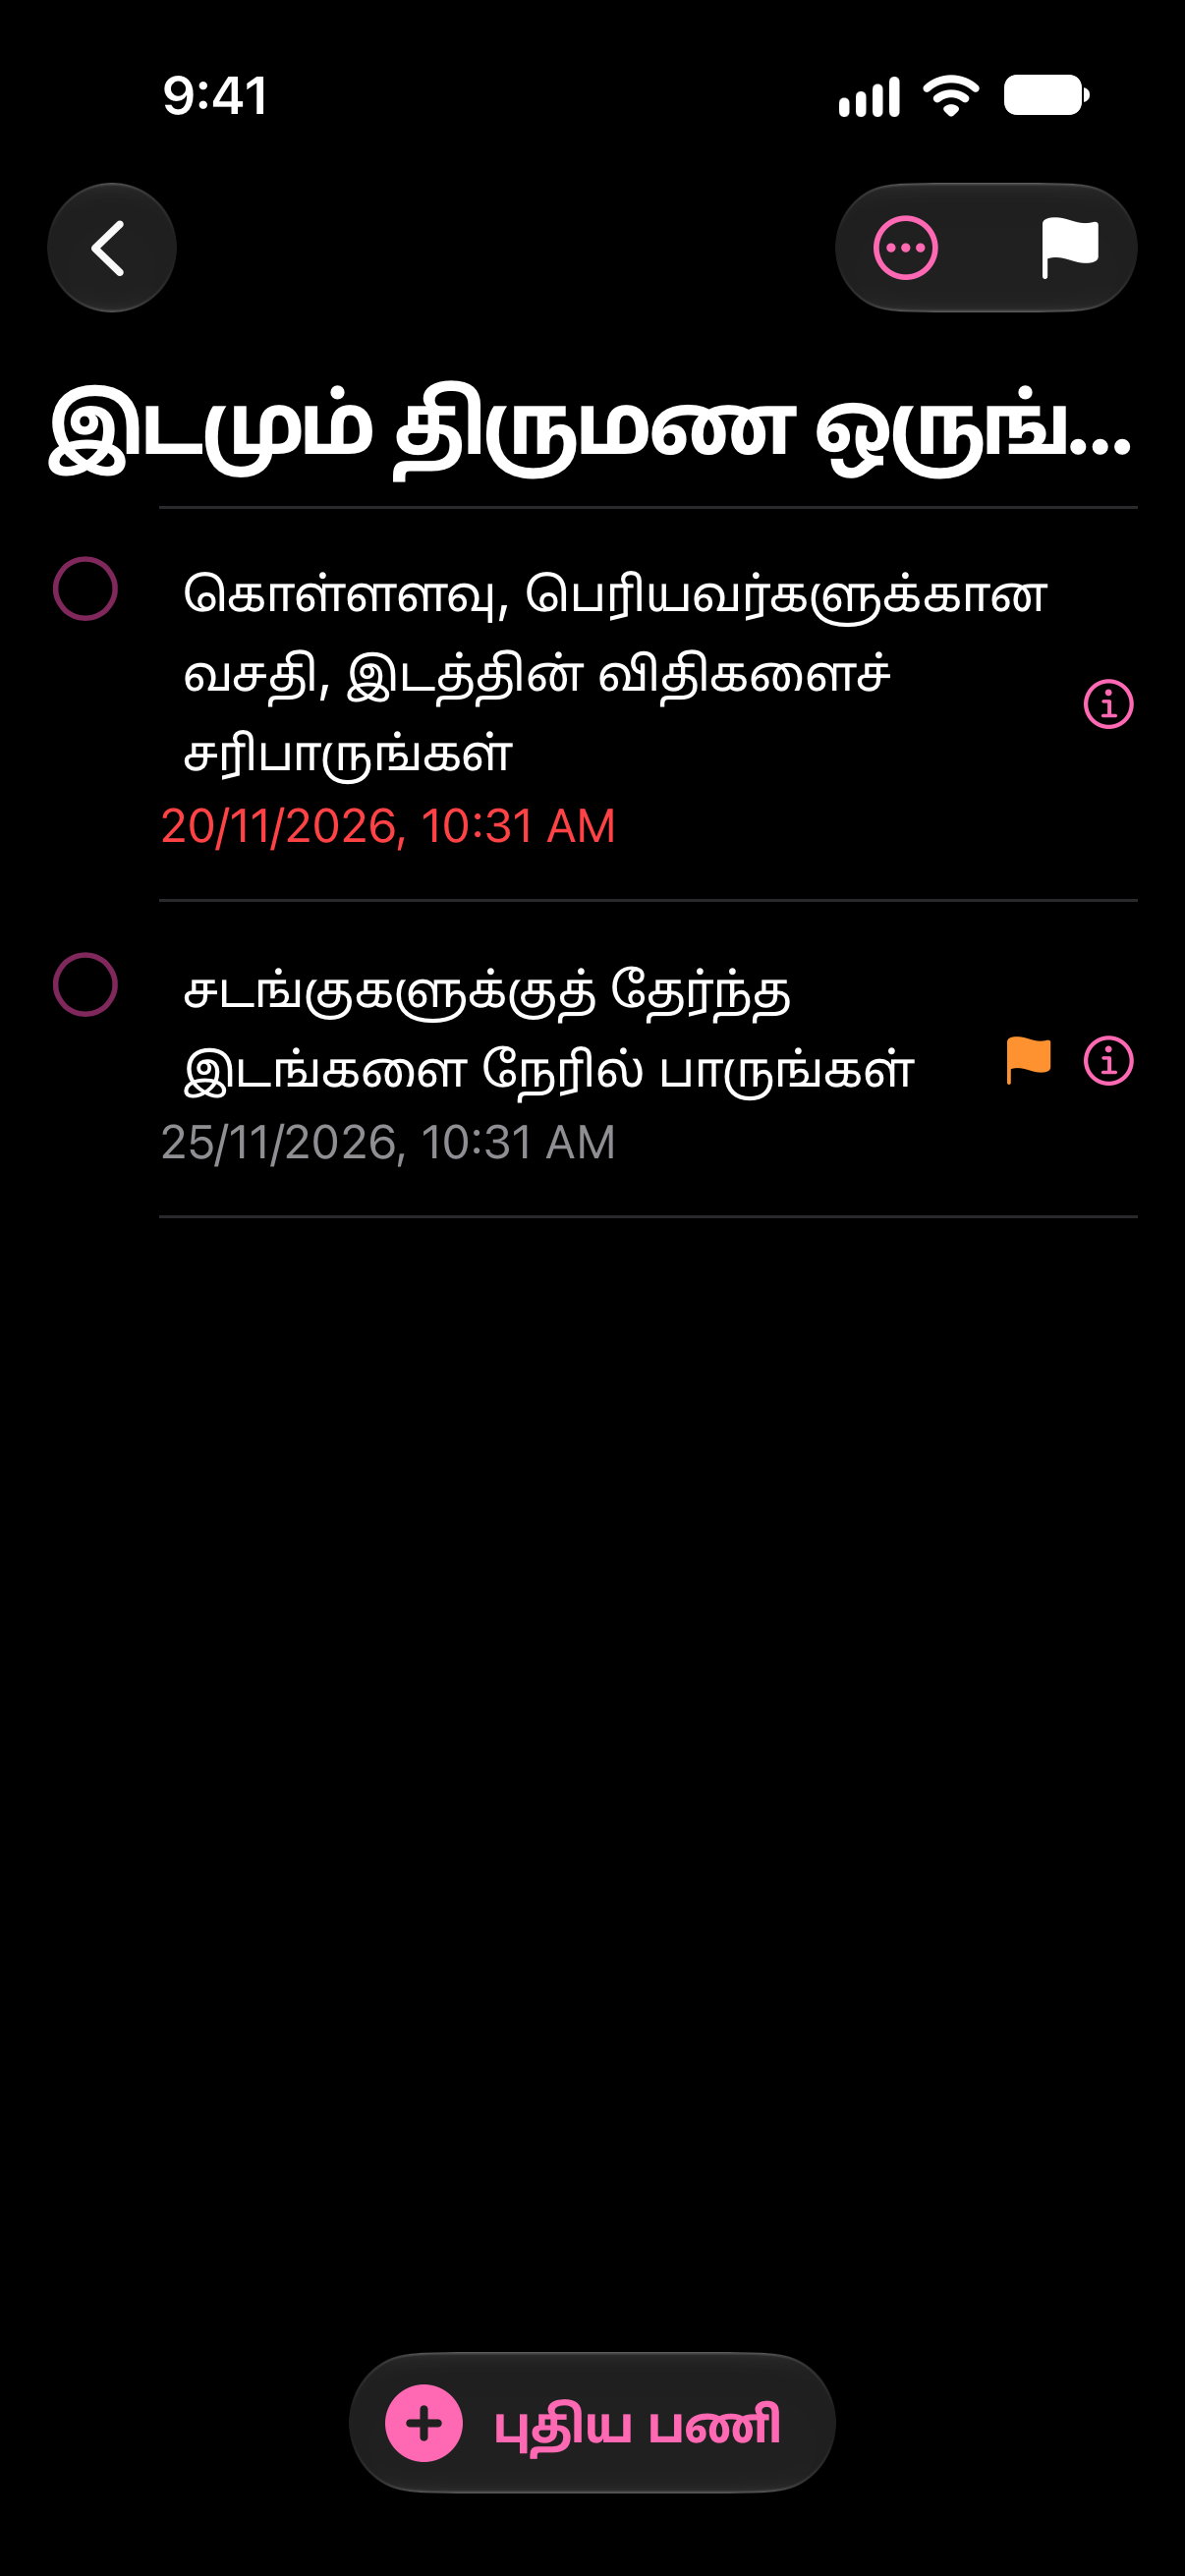 9:41
இடமும் திருமண ஒருங்...
கொள்ளளவு, பெரியவர்களுக்கான
வசதி, இடத்தின் விதிகளைச்
சரிபாருங்கள்
20/11/2026, 10:31 AM
சடங்குகளுக்குத் தேர்ந்த
இடங்களை நேரில் பாருங்கள்
25/11/2026, 10:31 AM
புதிய பணி